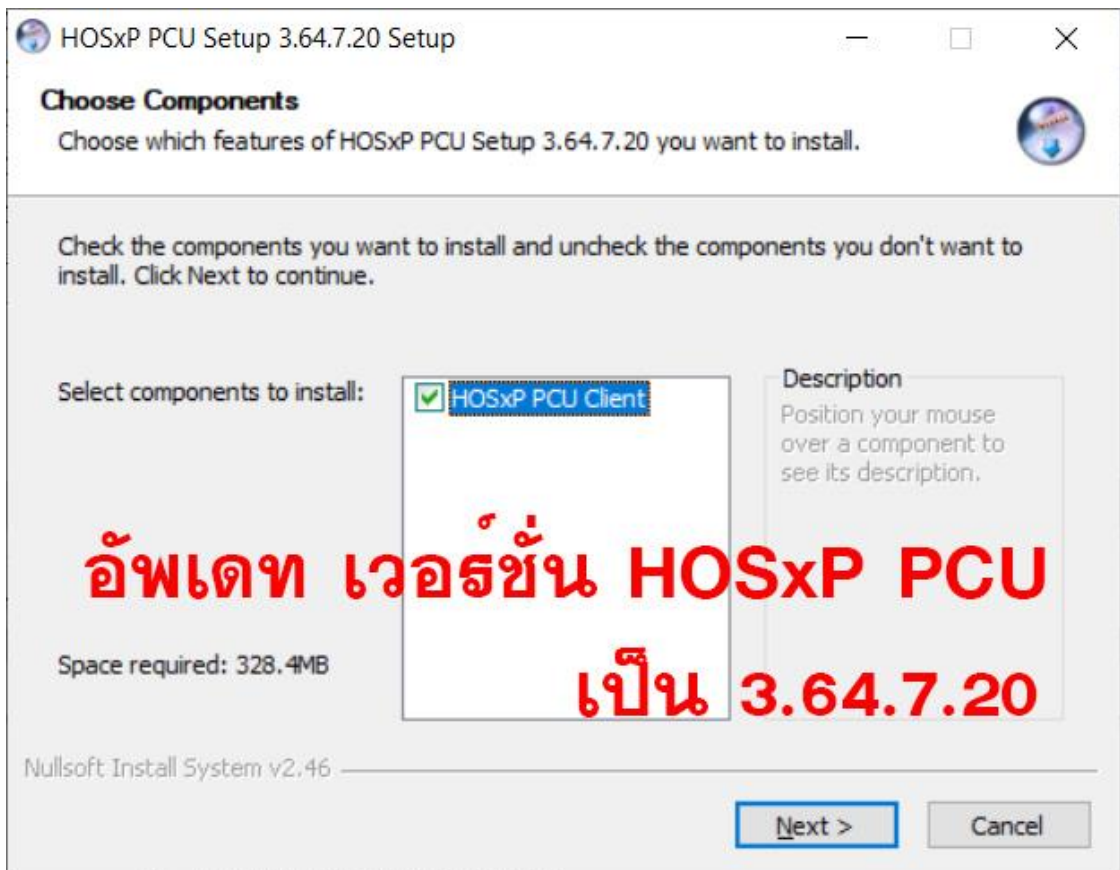 HOSxP PCU Setup 3.64.7.20 Setup
Choose Components
Choose which features of HOSxP PCU Setup 3.64.7.20 you want to install.
Check the components you want to install and uncheck the components you don't want to
install. Click Next to continue.
Select components to install:
HOSxP PCU Client
Description
Position your mouse
over a component to
see its description.
อัพเดท เวอร์ชั่น HOSxP PCU
เป็น 3.64.7.20
Space required: 328.4MB
Nullsoft Install System v2.46
Next >
Cancel